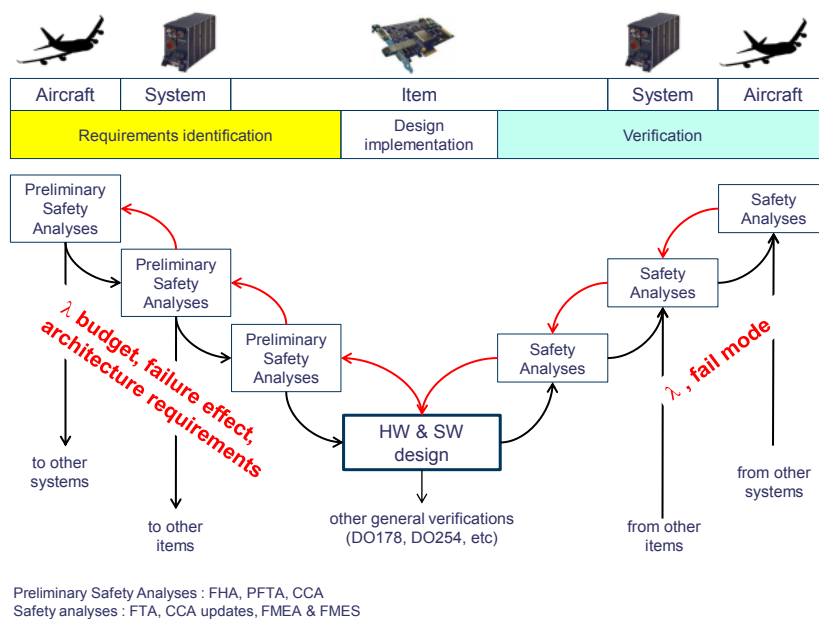 Aircraft
System
Item
System
Aircraft
Requirements identification
Design
implementation
Verification
Preliminary
Safety
Analyses
Preliminary
Safety
Analyses
Preliminary
Safety
Analyses
Safety
Analyses
Safety
Analyses
Safety
Analyses
λ budget, failure effect,
architecture requirements
λ , fail mode
HW & SW
design
to other
systems
to other
items
other general verifications
(DO178, DO254, etc)
from other
items
from other
systems
Preliminary Safety Analyses : FHA, PFTA, CCA
Safety analyses : FTA, CCA updates, FMEA & FMES